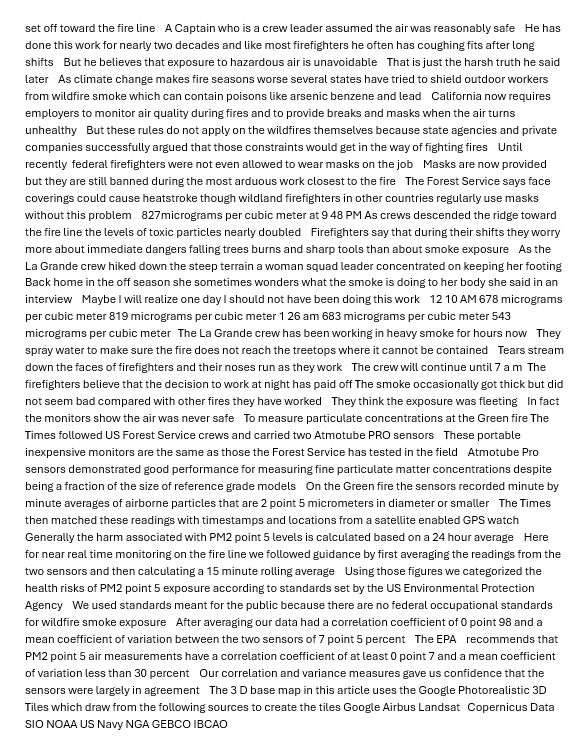 set off toward the fire line   A Captain who is a crew leader assumed the air was reasonably safe   He has
done this work for nearly two decades and like most firefighters he often has coughing fits after long
shifts   But he believes that exposure to hazardous air is unavoidable   That is just the harsh truth he said
later   As climate change makes fire seasons worse several states have tried to shield outdoor workers
from wildfire smoke which can contain poisons like arsenic benzene and lead   California now requires
employers to monitor air quality during fires and to provide breaks and masks when the air turns
unhealthy   But these rules do not apply on the wildfires themselves because state agencies and private
companies successfully argued that those constraints would get in the way of fighting fires   Until
recently  federal firefighters were not even allowed to wear masks on the job   Masks are now provided
but they are still banned during the most arduous work closest to the fire   The Forest Service says face
coverings could cause heatstroke though wildland firefighters in other countries regularly use masks
without this problem   827micrograms per cubic meter at 9 48 PM As crews descended the ridge toward
the fire line the levels of toxic particles nearly doubled   Firefighters say that during their shifts they worry
more about immediate dangers falling trees burns and sharp tools than about smoke exposure   As the
La Grande crew hiked down the steep terrain a woman squad leader concentrated on keeping her footing
Back home in the off season she sometimes wonders what the smoke is doing to her body she said in an
interview   Maybe I will realize one day I should not have been doing this work   12 10 AM 678 micrograms
per cubic meter 819 micrograms per cubic meter 1 26 am 683 micrograms per cubic meter 543
micrograms per cubic meter  The La Grande crew has been working in heavy smoke for hours now   They
spray water to make sure the fire does not reach the treetops where it cannot be contained   Tears stream
down the faces of firefighters and their noses run as they work   The crew will continue until 7 a m  The
firefighters believe that the decision to work at night has paid off The smoke occasionally got thick but did
not seem bad compared with other fires they have worked   They think the exposure was fleeting   In fact
the monitors show the air was never safe   To measure particulate concentrations at the Green fire The
Times followed US Forest Service crews and carried two Atmotube PRO sensors   These portable
inexpensive monitors are the same as those the Forest Service has tested in the field   Atmotube Pro
sensors demonstrated good performance for measuring fine particulate matter concentrations despite
being a fraction of the size of reference grade models   On the Green fire the sensors recorded minute by
minute averages of airborne particles that are 2 point 5 micrometers in diameter or smaller   The Times
then matched these readings with timestamps and locations from a satellite enabled GPS watch
Generally the harm associated with PM2 point 5 levels is calculated based on a 24 hour average   Here
for near real time monitoring on the fire line we followed guidance by first averaging the readings from the
two sensors and then calculating a 15 minute rolling average   Using those figures we categorized the
health risks of PM2 point 5 exposure according to standards set by the US Environmental Protection
Agency   We used standards meant for the public because there are no federal occupational standards
for wildfire smoke exposure   After averaging our data had a correlation coefficient of 0 point 98 and a
mean coefficient of variation between the two sensors of 7 point 5 percent   The EPA   recommends that
PM2 point 5 air measurements have a correlation coefficient of at least 0 point 7 and a mean coefficient
of variation less than 30 percent   Our correlation and variance measures gave us confidence that the
sensors were largely in agreement   The 3 D base map in this article uses the Google Photorealistic 3D
Tiles which draw from the following sources to create the tiles Google Airbus Landsat  Copernicus Data
SIO NOAA US Navy NGA GEBCO IBCAO